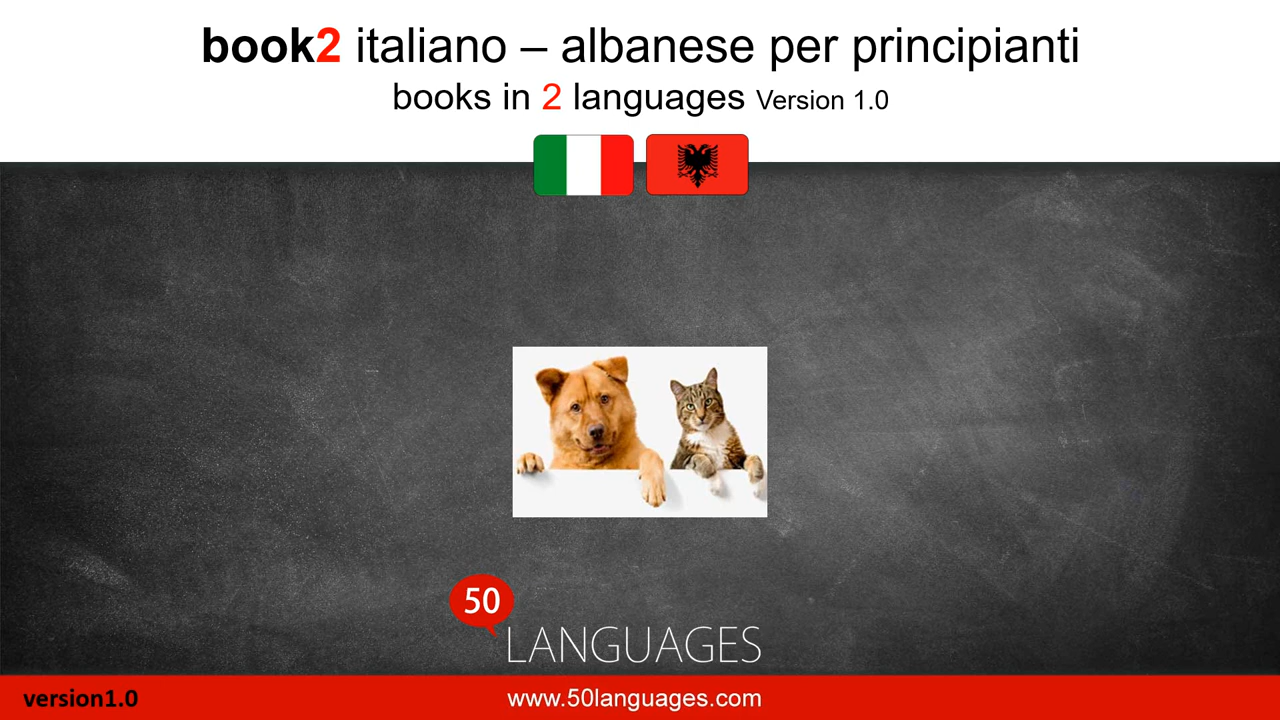 book2 italiano – albanese per principianti
books in 2 languages Version 1.0
50
LANGUAGES
version1.0
www.50languages.com